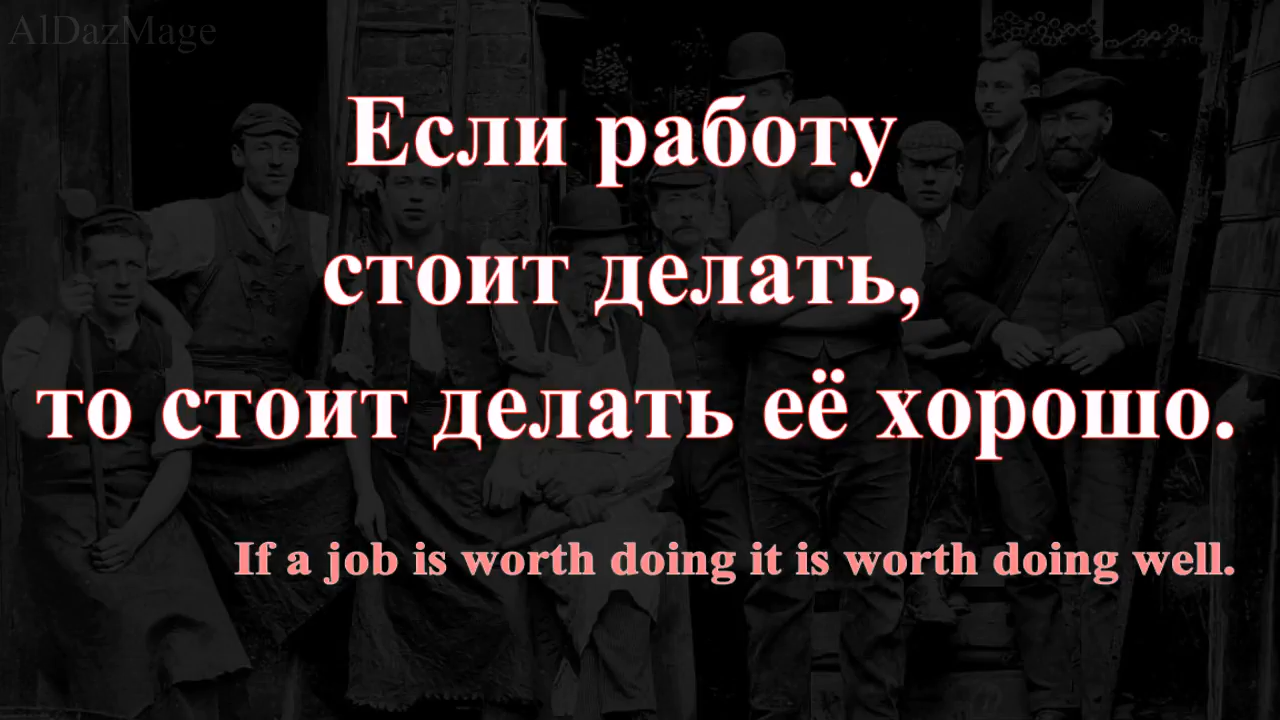 AlDazMage
Если работу
стоит делать,
то стоит делать её хорошо.
If a job is worth doing it is worth doing well.